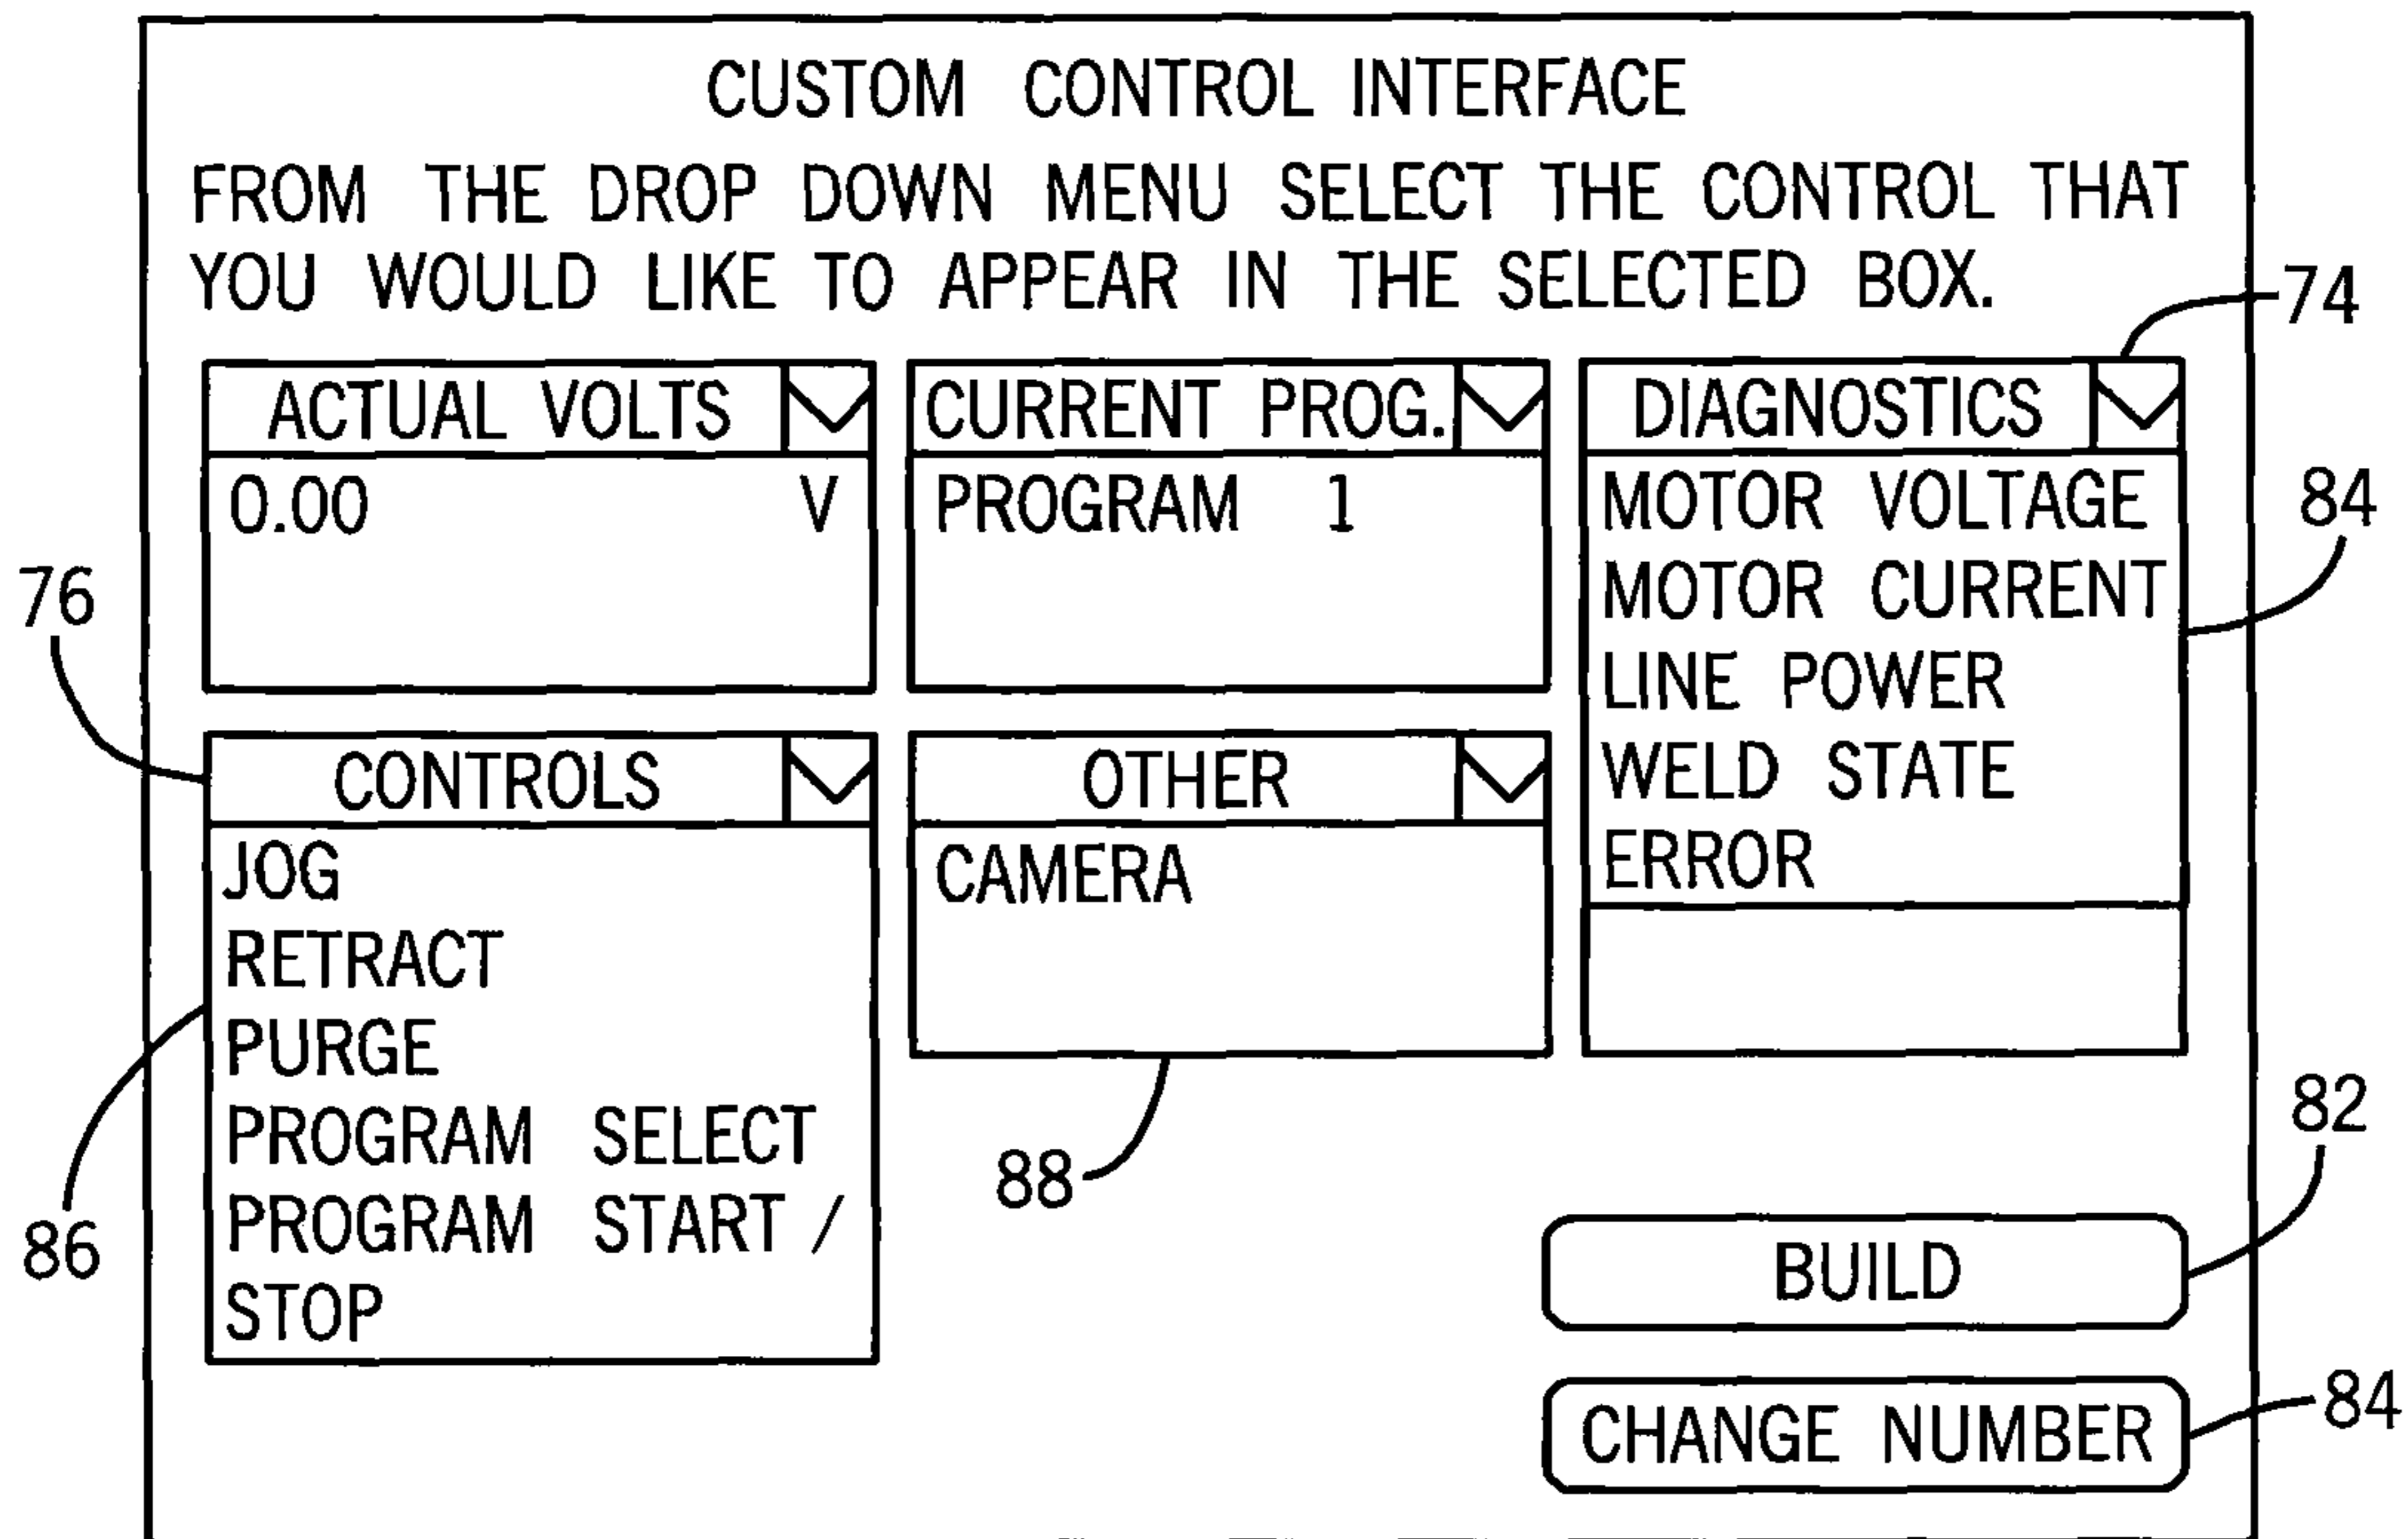 CUSTOM CONTROL INTERFACE
FROM THE DROP DOWN MENU SELECT THE CONTROL THAT
YOU WOULD LIKE TO APPEAR IN THE SELECTED BOX.
74
ACTUAL VOLTS
0.00 V
CURRENT PROG.
PROGRAM 1
DIAGNOSTICS
MOTOR VOLTAGE
MOTOR CURRENT
LINE POWER
WELD STATE
ERROR
84
76
CONTROLS
JOG
RETRACT
PURGE
PROGRAM SELECT
PROGRAM START /
STOP
86
OTHER
CAMERA
88
82
BUILD
CHANGE NUMBER
84